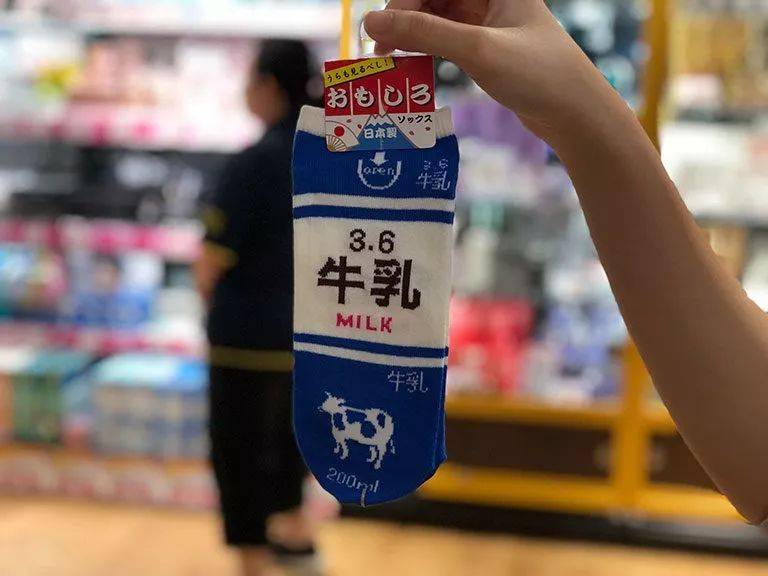 うらも見るべし!
おもしろ
ソックス
日本製
open
3.6
牛乳
3.6
牛乳
MILK
牛乳
200ml